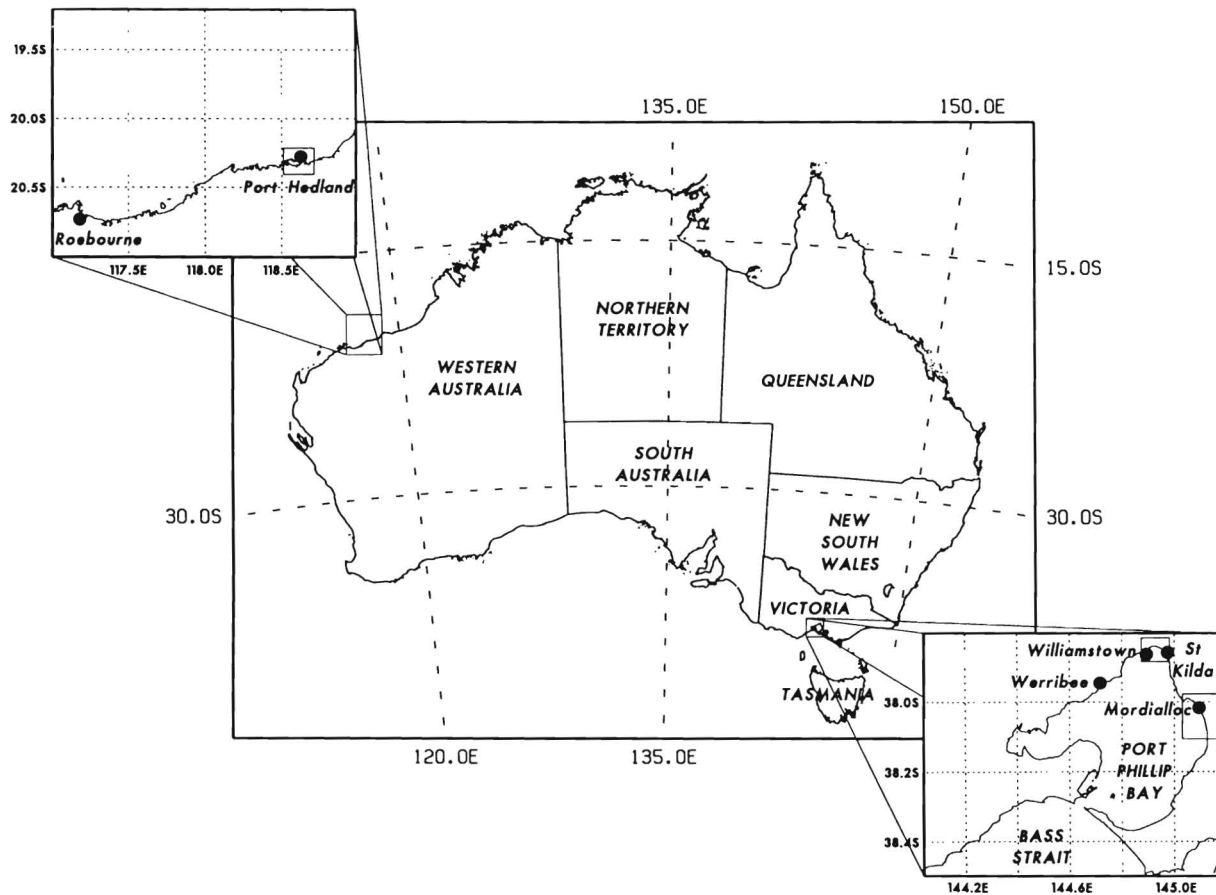 19.5S
20.0S
20.5S
Port Hedland
Roebourne
117.5E 118.0E 118.5E
135.0E 150.0E
15.0S
NORTHERN
TERRITORY
WESTERN
AUSTRALIA
QUEENSLAND
SOUTH
AUSTRALIA
30.0S 30.0S
NEW
SOUTH
WALES
VICTORIA
TASMANIA
120.0E 135.0E
Williamstown St
Kilda
Werribee
38.0S
Mordialloc
PORT
PHILLIP
BAY
38.2S
38.4S
BASS
STRAIT
144.2E 144.6E 145.0E